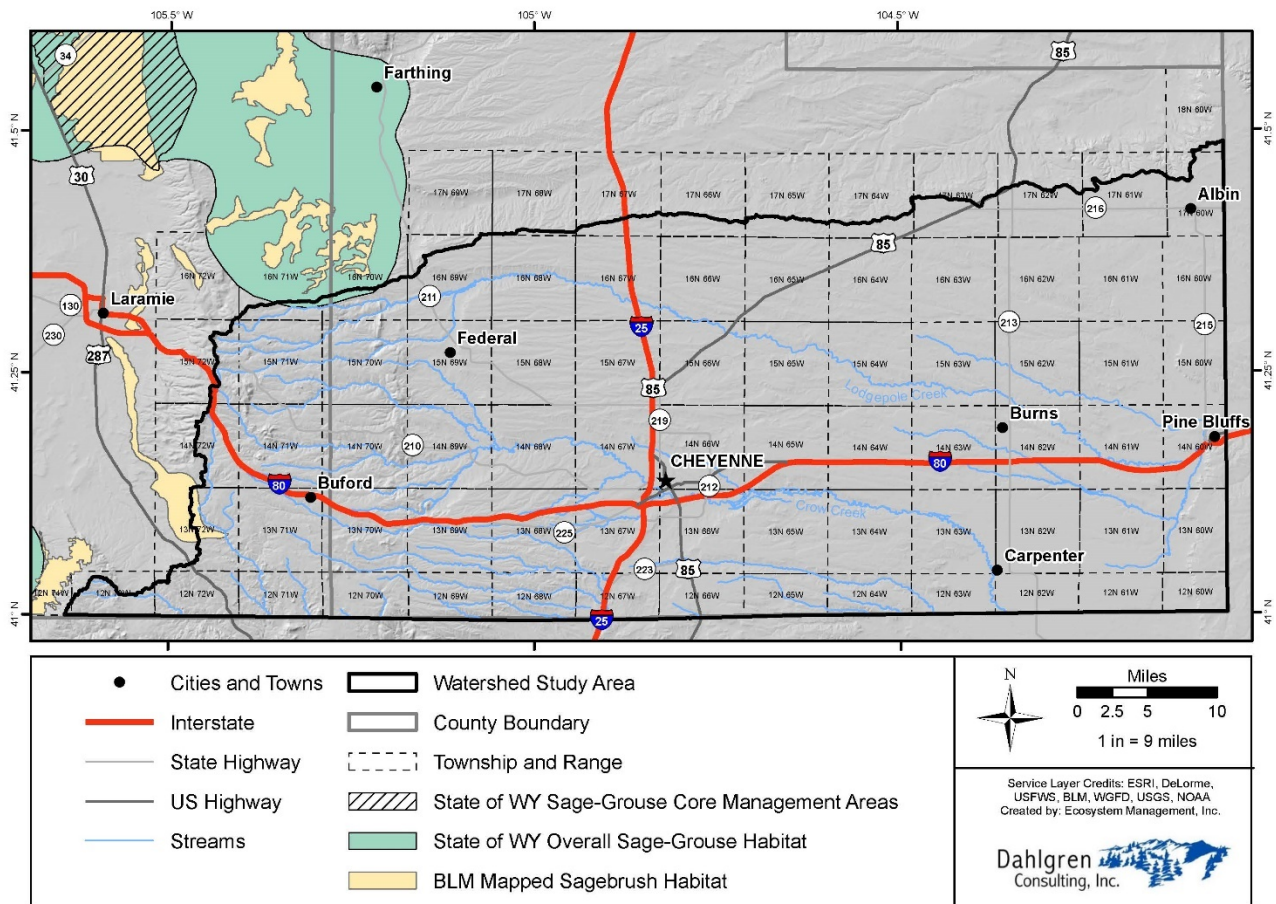 105.5° W
105° W
104.5° W
34
Farthing
85
18N 60W
41.5° N
41.5° N
30
17N 69W
17N 68W
17N 67W
17N 66W
17N 65W
17N 64W
17N 63W
17N 62W
17N 61W
216
Albin
17N 60W
85
16N 72W
16N 71W
16N 70W
16N 69W
16N 68W
16N 67W
16N 66W
16N 65W
16N 64W
16N 63W
16N 62W
16N 61W
16N 60W
211
130
Laramie
25
213
215
230
Federal
287
15N 72W
15N 71W
15N 70W
15N 69W
15N 68W
15N 67W
15N 66W
15N 65W
15N 64W
15N 63W
15N 62W
15N 61W
15N 60W
41.25° N
41.25° N
85
Lodgepole Creek
219
Burns
Pine Bluffs
14N 72W
14N 71W
14N 70W
210
14N 69W
14N 68W
14N 67W
14N 66W
14N 65W
14N 64W
14N 63W
14N 62W
14N 61W
14N 60W
CHEYENNE
80
80
Buford
212
Crow Creek
13N 72W
13N 71W
13N 70W
13N 69W
13N 68W
225
13N 67W
13N 66W
13N 65W
13N 64W
13N 63W
13N 62W
13N 61W
13N 60W
Carpenter
223
85
12N 74W
12N 72W
12N 71W
12N 70W
12N 69W
12N 68W
12N 67W
12N 66W
12N 65W
12N 64W
12N 63W
12N 62W
12N 61W
12N 60W
41° N
41° N
25
105.5° W
105° W
104.5° W
Cities and Towns
Interstate
State Highway
US Highway
Streams
Watershed Study Area
County Boundary
Township and Range
State of WY Sage-Grouse Core Management Areas
State of WY Overall Sage-Grouse Habitat
BLM Mapped Sagebrush Habitat
N
Miles
0 2.5 5 10
1 in = 9 miles
Service Layer Credits: ESRI, DeLorme,
USFWS, BLM, WGFD, USGS, NOAA
Created by: Ecosystem Management, Inc.
Dahlgren
Consulting, Inc.